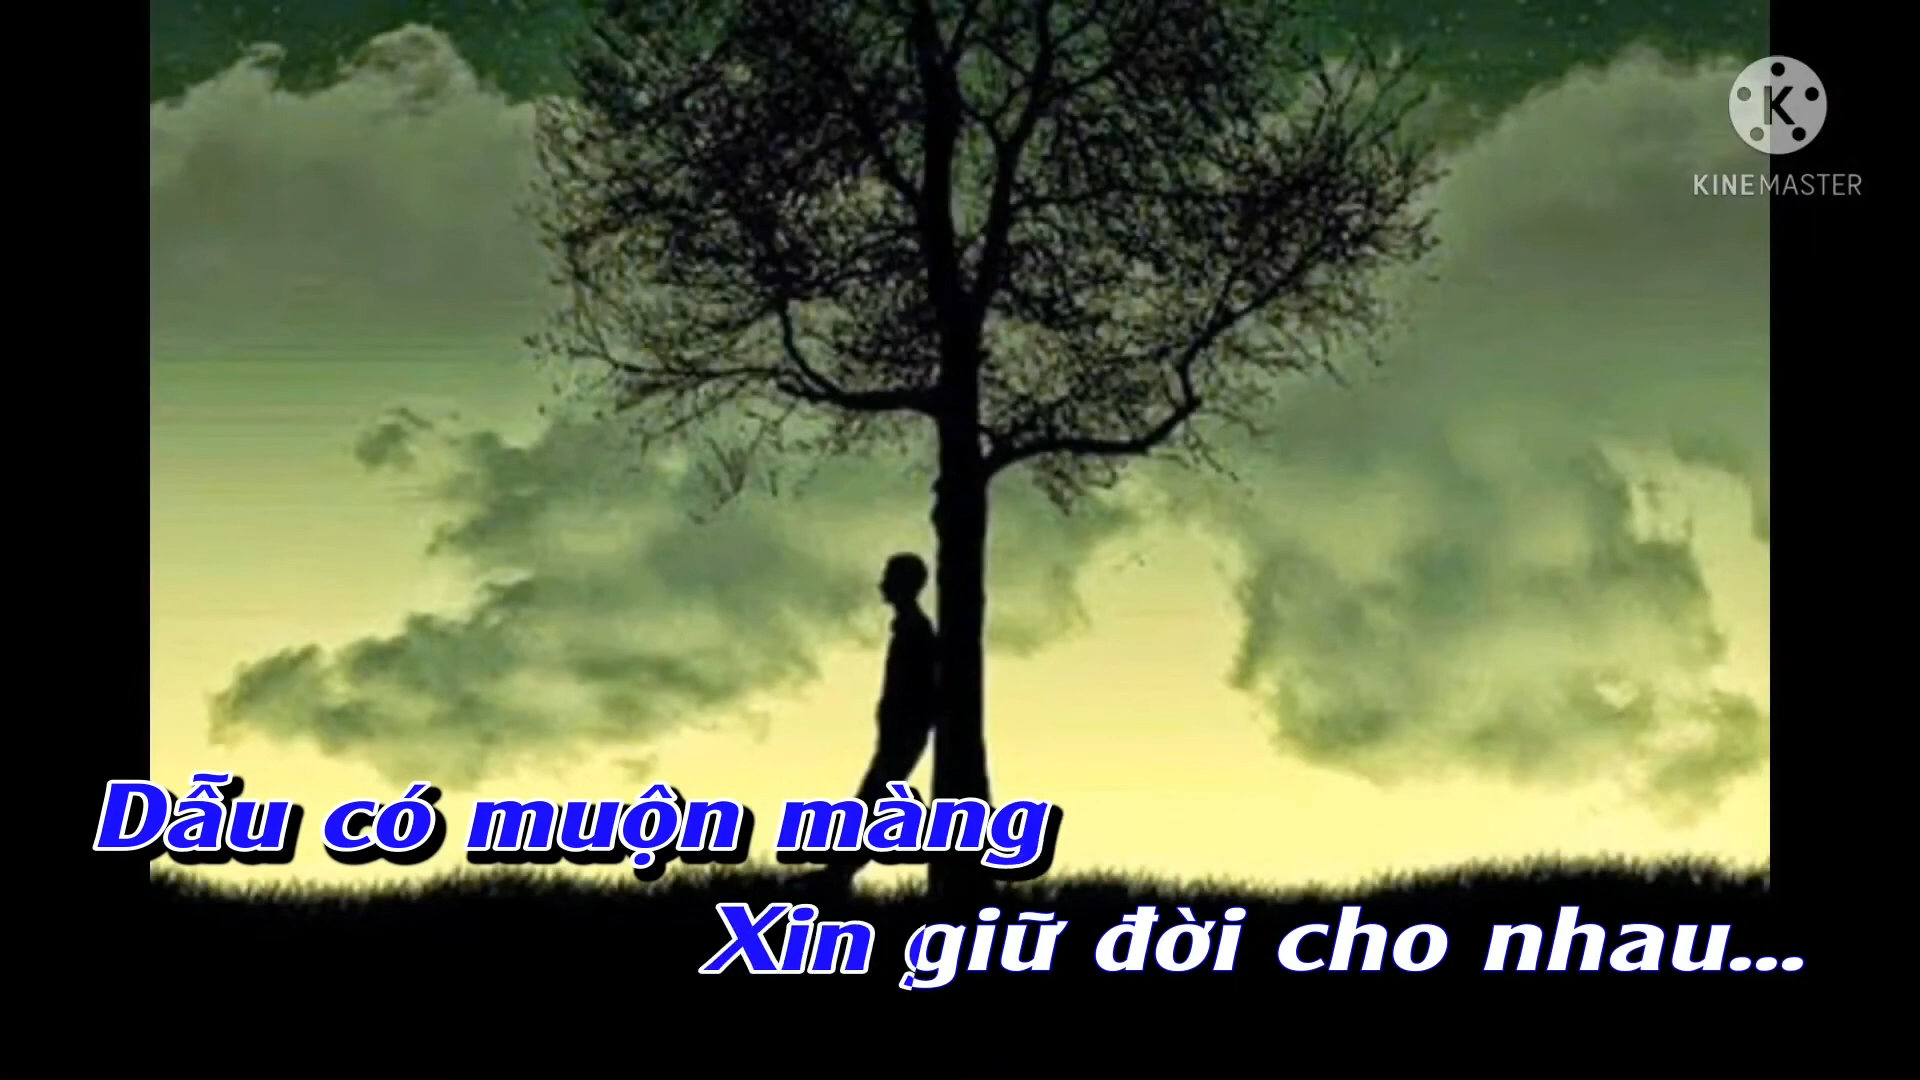 K
KINEMASTER
Dẫu có muộn màng
Xin giữ đời cho nhau...